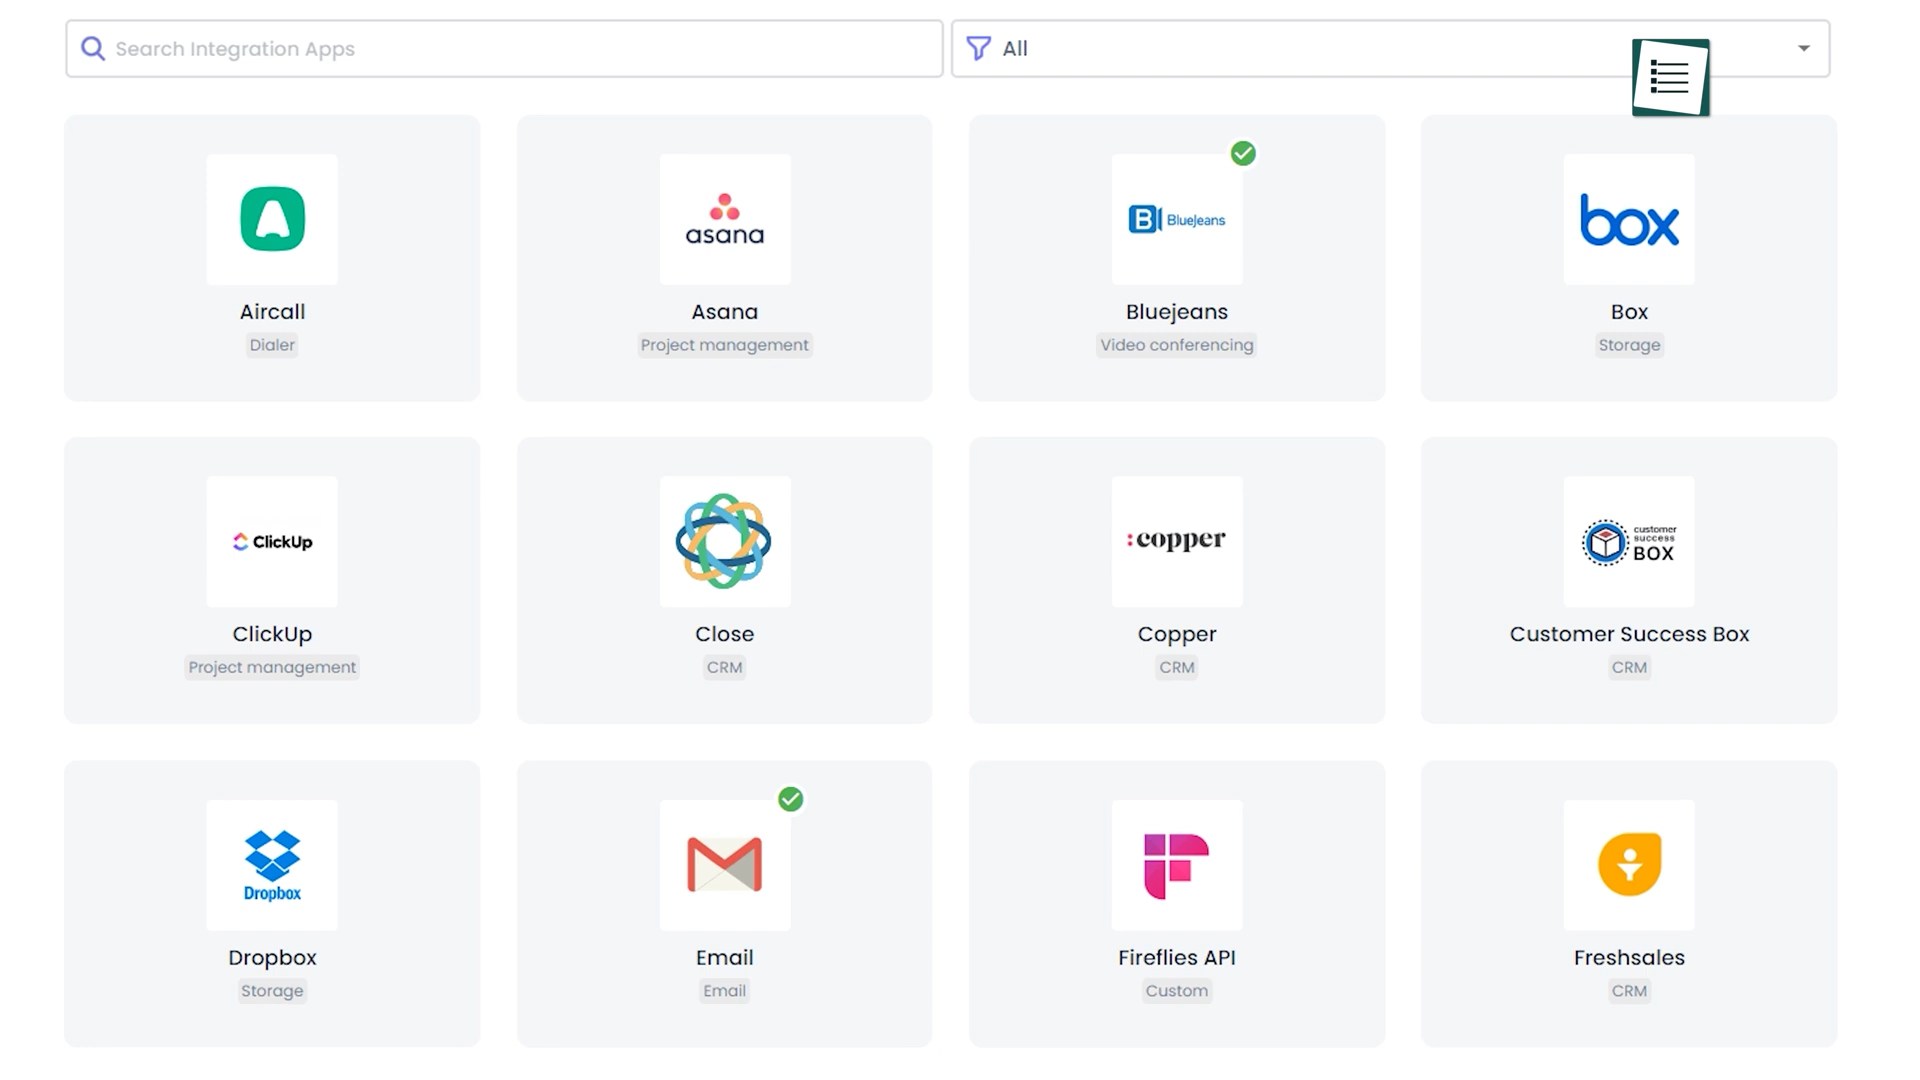 Search Integration Apps
All
asana
B BlueJeans
box
Aircall
Asana
Bluejeans
Box
Dialer
Project management
Video conferencing
Storage
ClickUp
:copper
customer
success
BOX
ClickUp
Close
Copper
Customer Success Box
Project management
CRM
CRM
CRM
Dropbox
Dropbox
Email
Fireflies API
Freshsales
Storage
Email
Custom
CRM